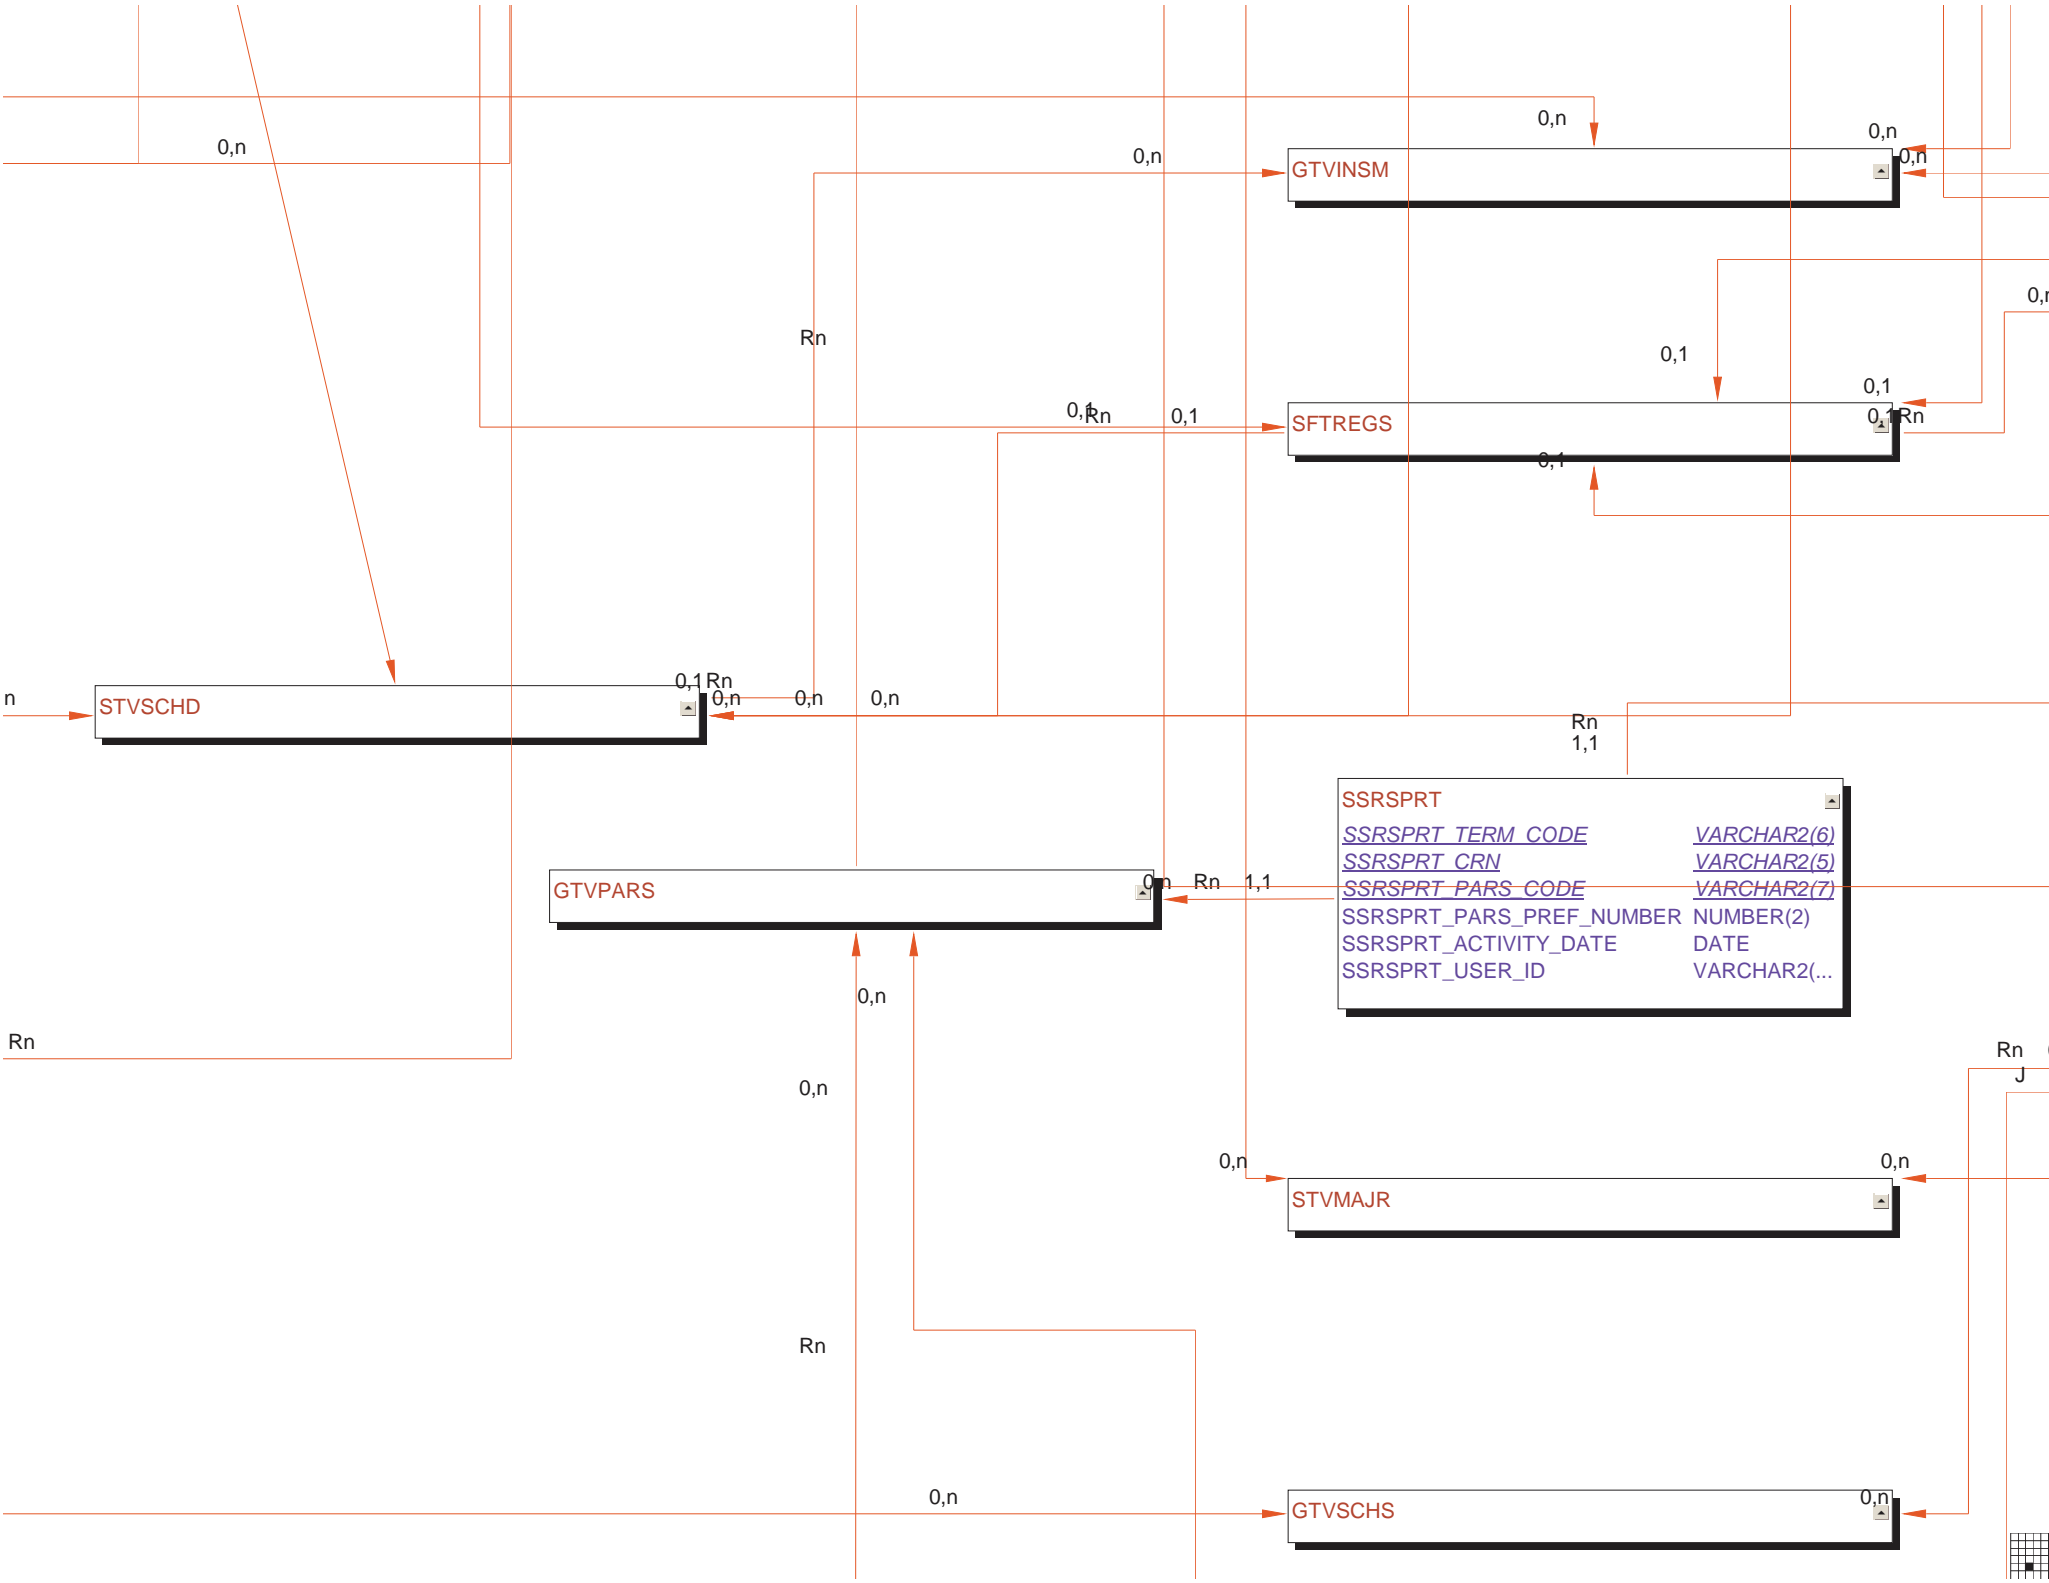 0,n
0,n
0,n
0,n
0,n
GTVINSM
Rn
0,1
0,1
0,1
Rn
0,1
SFTREGS
0,1
Rn
0,1
n
STVSCHD
0,1
Rn
0,n
0,n
0,n
Rn
1,1
SSRSPRT
SSRSPRT_TERM_CODE VARCHAR2(6)
SSRSPRT_CRN VARCHAR2(5)
SSRSPRT_PARS_CODE VARCHAR2(7)
SSRSPRT_PARS_PREF_NUMBER NUMBER(2)
SSRSPRT_ACTIVITY_DATE DATE
SSRSPRT_USER_ID VARCHAR2(...
GTVPARS
0,n
Rn
1,1
0,n
Rn
Rn
J
0,n
0,n
0,n
STVMAJR
Rn
0,n
GTVSCHS
0,n